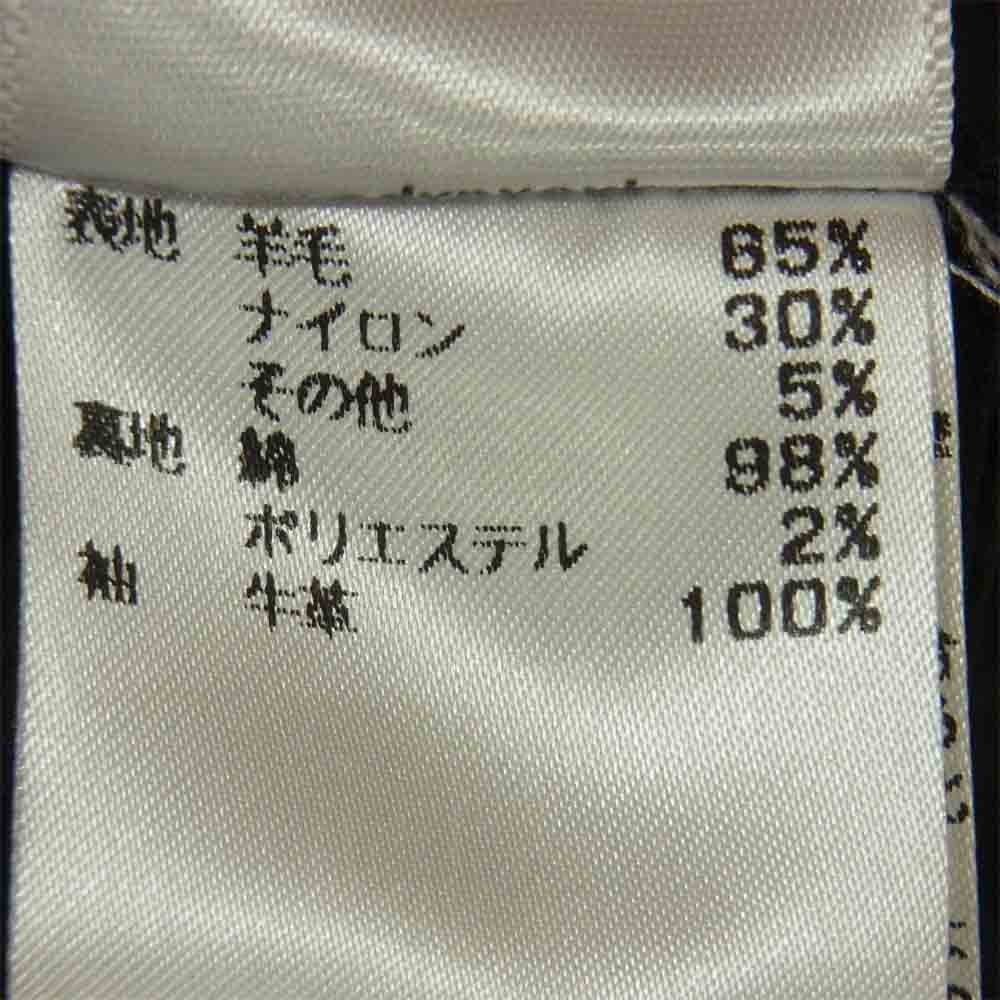 表地 羊毛 65%
ナイロン 30%
その他 5%
裏地 綿 98%
ポリエステル 2%
袖 牛革 100%